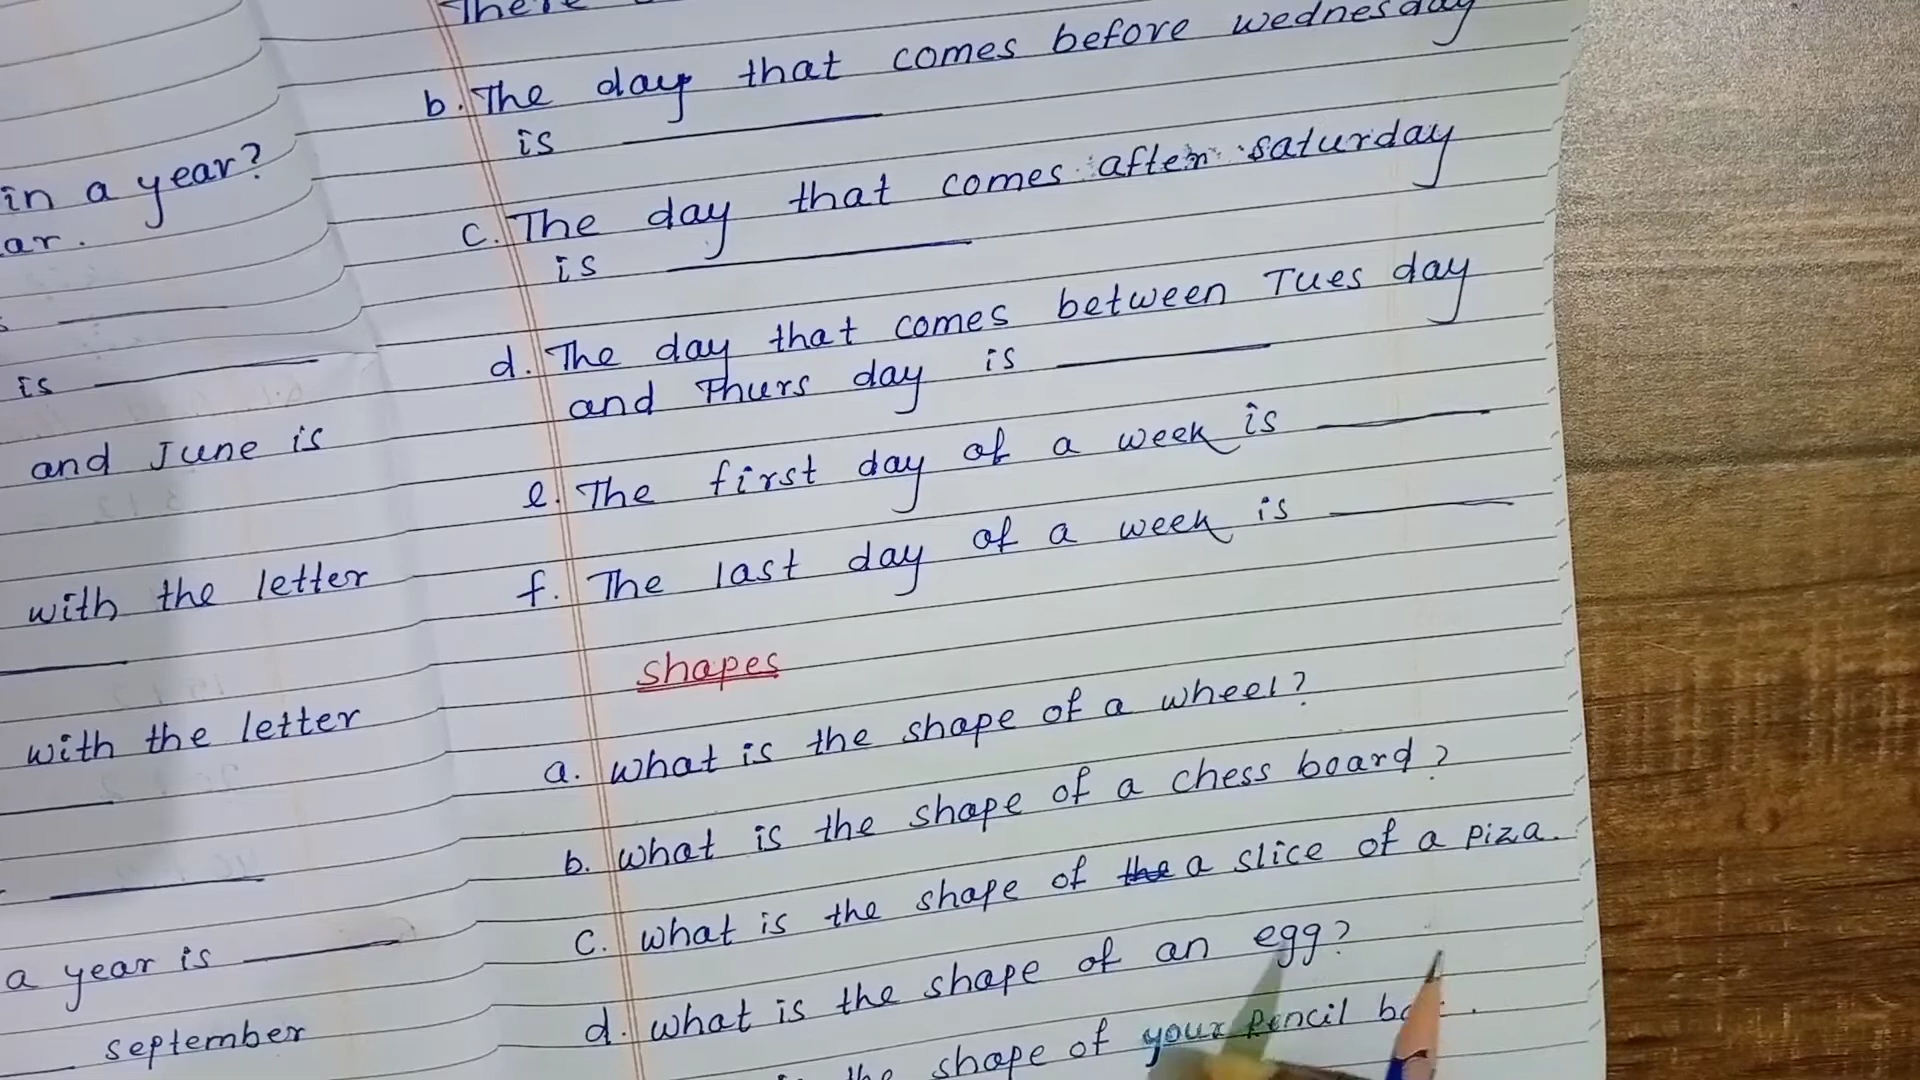 There
b. The day that comes before wednesday
is
c. The day that comes after saturday
is
d. The day that comes between Tues day
and Thurs day is
e. The first day of a week is
f. The last day of a week is
shapes
a. what is the shape of a wheel?
b. what is the shape of a chess board?
c. what is the shape of the a slice of a piza.
d. what is the shape of an egg?
the shape of your pencil
in a year?
is
and June is
with the letter
with the letter
a year is
september